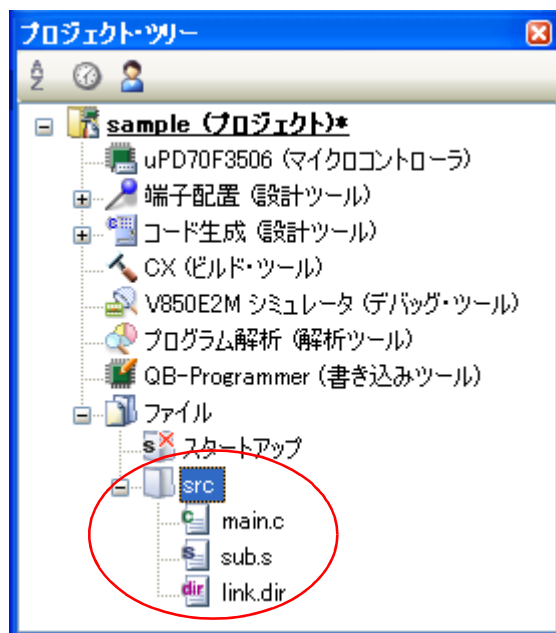 プロジェクト・ツリー
sample (プロジェクト)*
uPD70F3506 (マイクロコントローラ)
端子配置 (設計ツール)
コード生成 (設計ツール)
CX (ビルド・ツール)
V850E2M シミュレータ (デバッグ・ツール)
プログラム解析 (解析ツール)
QB-Programmer (書き込みツール)
ファイル
スタートアップ
src
main.c
sub.s
link.dir